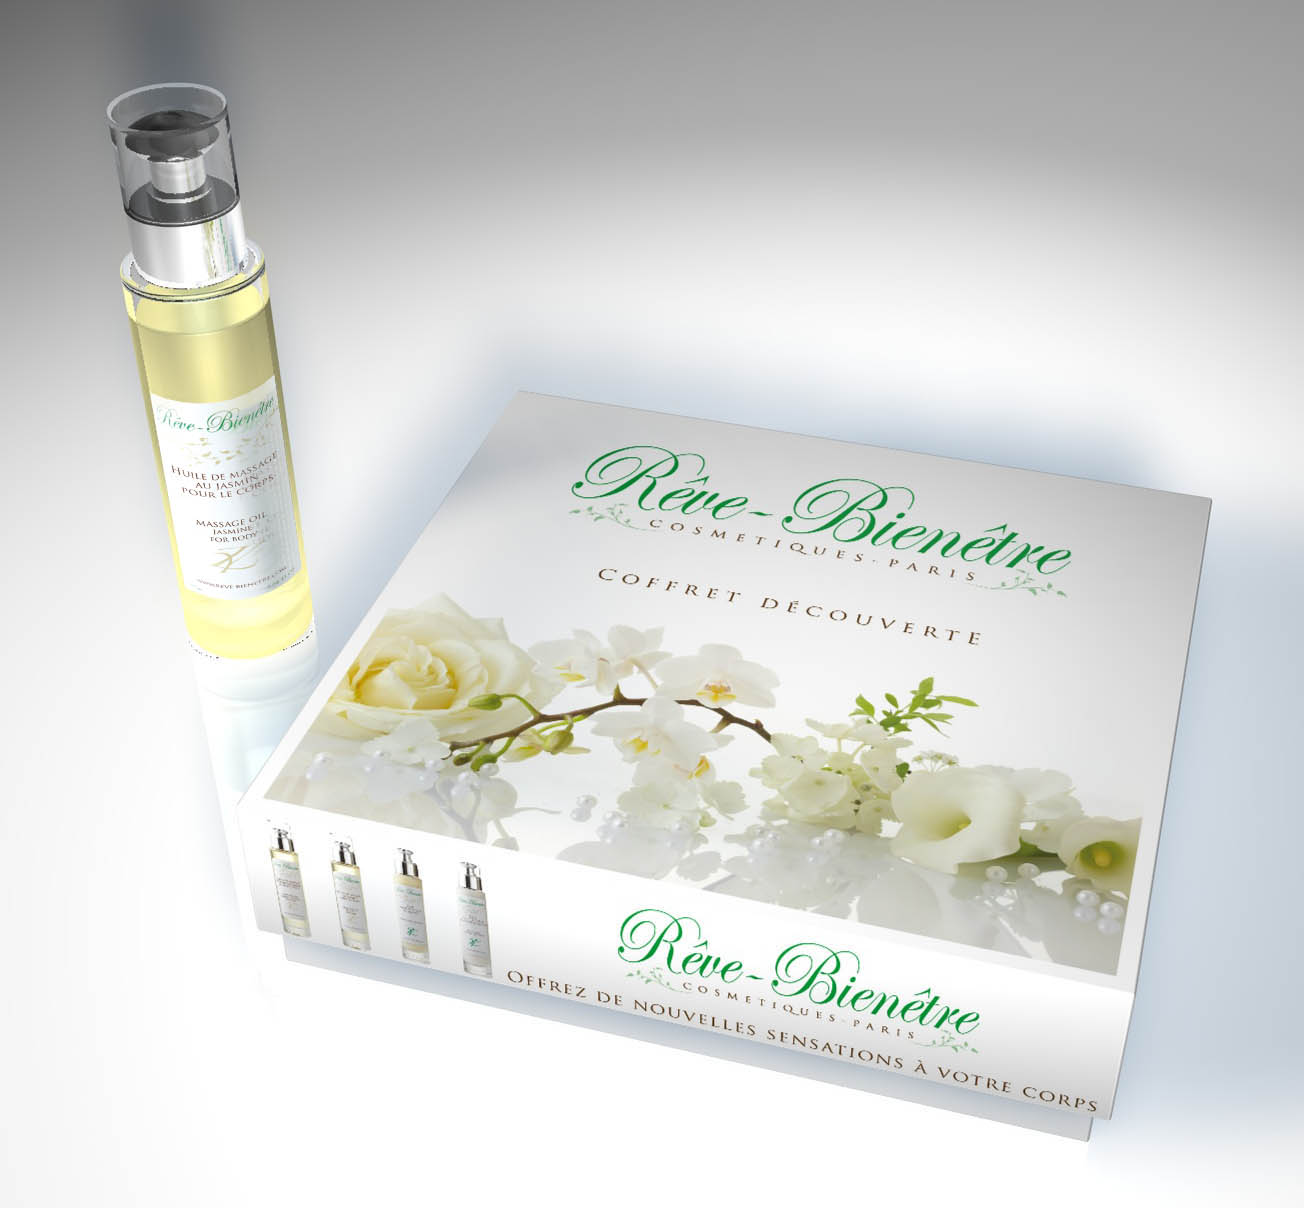 Rêve-Bienêtre
HUILE DE MASSAGE
AU JASMIN
POUR LE CORPS
MASSAGE OIL
JASMINE
FOR BODY
Rêve-Bienêtre
COSMETIQUES·PARIS
COFFRET DÉCOUVERTE
Rêve-Bienêtre
COSMETIQUES·PARIS
OFFREZ DE NOUVELLES SENSATIONS À VOTRE CORPS